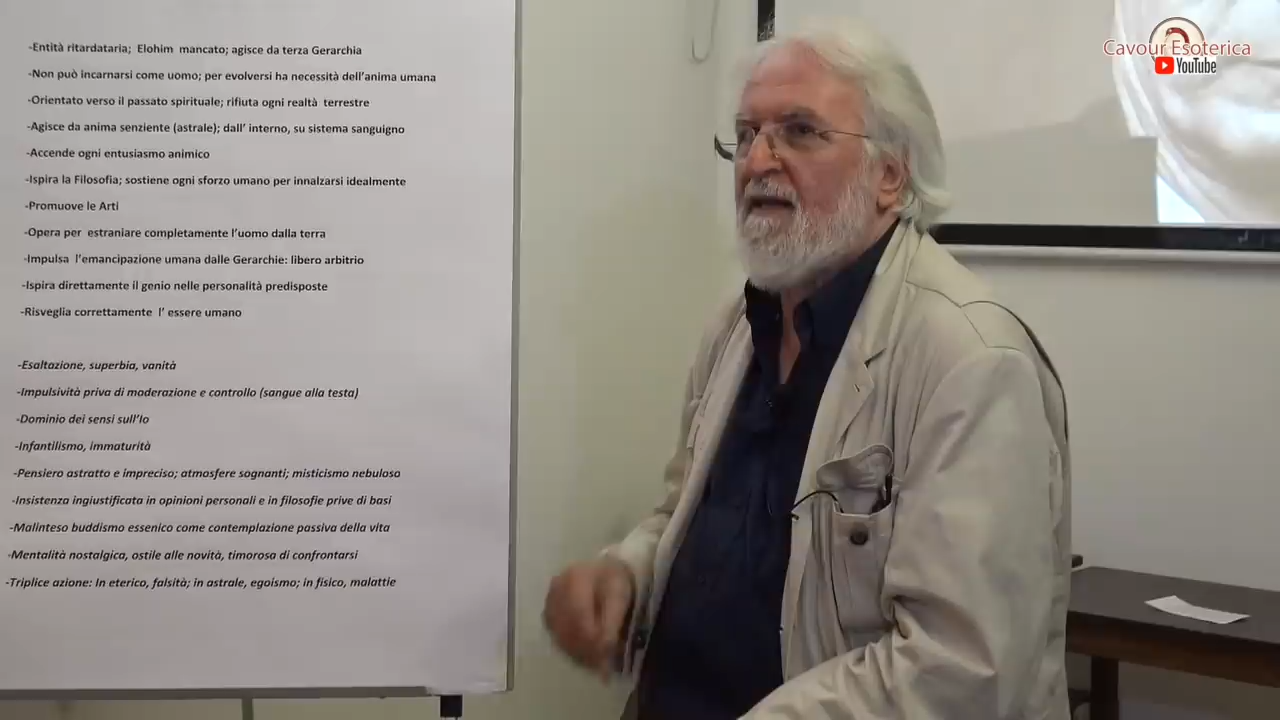 -Entità ritardataria; Elohim mancato; agisce da terza Gerarchia
-Non può incarnarsi come uomo; per evolversi ha necessità dell'anima umana
-Orientato verso il passato spirituale; rifiuta ogni realtà terrestre
-Agisce da anima senziente (astrale); dall' interno, su sistema sanguigno
-Accende ogni entusiasmo animico
-Ispira la Filosofia; sostiene ogni sforzo umano per innalzarsi idealmente
-Promuove le Arti
-Opera per estraniare completamente l'uomo dalla terra
-Impulsa l'emancipazione umana dalle Gerarchie: libero arbitrio
-Ispira direttamente il genio nelle personalità predisposte
-Risveglia correttamente l' essere umano
-Esaltazione, superbia, vanità
-Impulsività priva di moderazione e controllo (sangue alla testa)
-Dominio dei sensi sull'Io
-Infantilismo, immaturità
-Pensiero astratto e impreciso; atmosfere sognanti; misticismo nebuloso
-Insistenza ingiustificata in opinioni personali e in filosofie prive di basi
-Malinteso buddismo essenico come contemplazione passiva della vita
-Mentalità nostalgica, ostile alle novità, timorosa di confrontarsi
-Triplice azione: In eterico, falsità; in astrale, egoismo; in fisico, malattie
Cavour Esoterica
YouTube